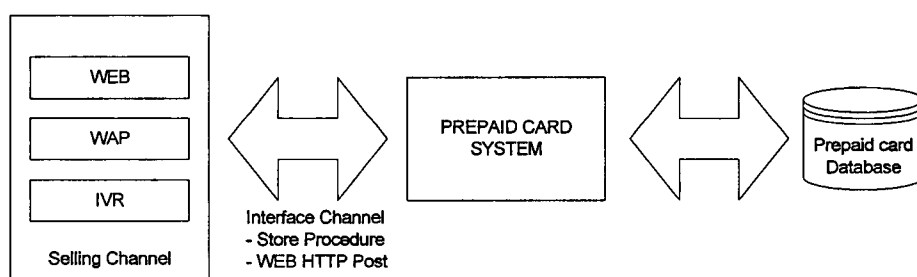 WEB
WAP
IVR
Selling Channel
Interface Channel
- Store Procedure
- WEB HTTP Post
PREPAID CARD
SYSTEM
Prepaid card
Database